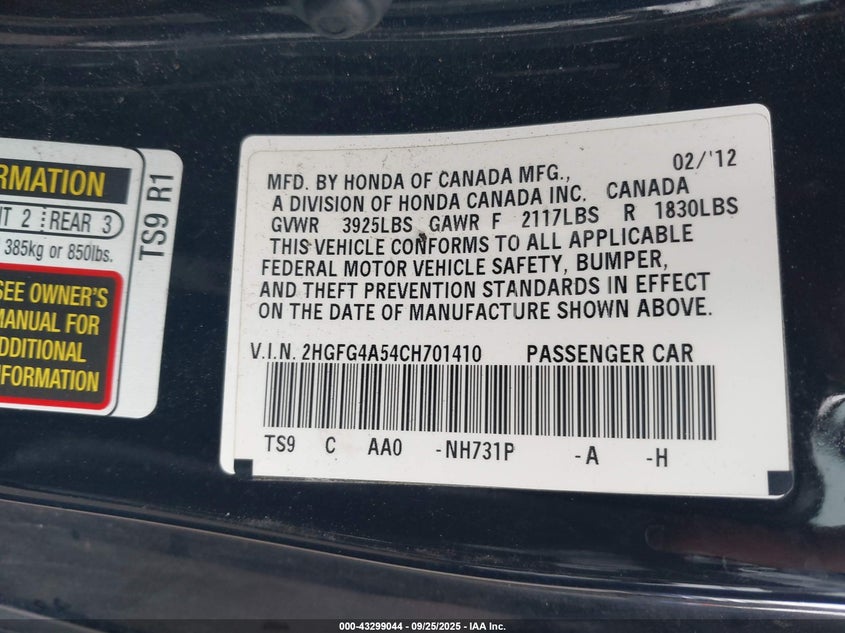 RMATION
T 2 REAR 3
385kg or 850lbs.
SEE OWNER'S
MANUAL FOR
DDITIONAL
NFORMATION
TS9 R1
02/'12
MFD. BY HONDA OF CANADA MFG.,
A DIVISION OF HONDA CANADA INC. CANADA
GVWR 3925LBS GAWR F 2117LBS R 1830LBS
THIS VEHICLE CONFORMS TO ALL APPLICABLE
FEDERAL MOTOR VEHICLE SAFETY, BUMPER,
AND THEFT PREVENTION STANDARDS IN EFFECT
ON THE DATE OF MANUFACTURE SHOWN ABOVE.
V.I.N. 2HGFG4A54CH701410 PASSENGER CAR
TS9 C AA0 -NH731P -A -H
000-43299044 - 09/25/2025 - IAA Inc.